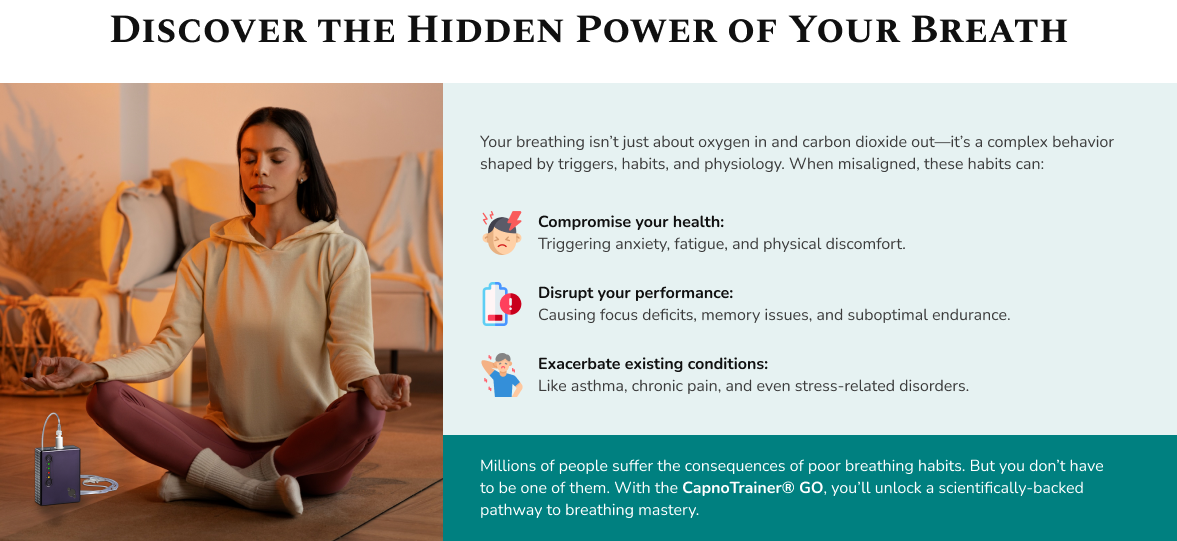 Discover the Hidden Power of Your Breath
Your breathing isn’t just about oxygen in and carbon dioxide out—it’s a complex behavior
shaped by triggers, habits, and physiology. When misaligned, these habits can:
Compromise your health:
Triggering anxiety, fatigue, and physical discomfort.
Disrupt your performance:
Causing focus deficits, memory issues, and suboptimal endurance.
Exacerbate existing conditions:
Like asthma, chronic pain, and even stress-related disorders.
Millions of people suffer the consequences of poor breathing habits. But you don’t have
to be one of them. With the CapnoTrainer® GO, you’ll unlock a scientifically-backed
pathway to breathing mastery.